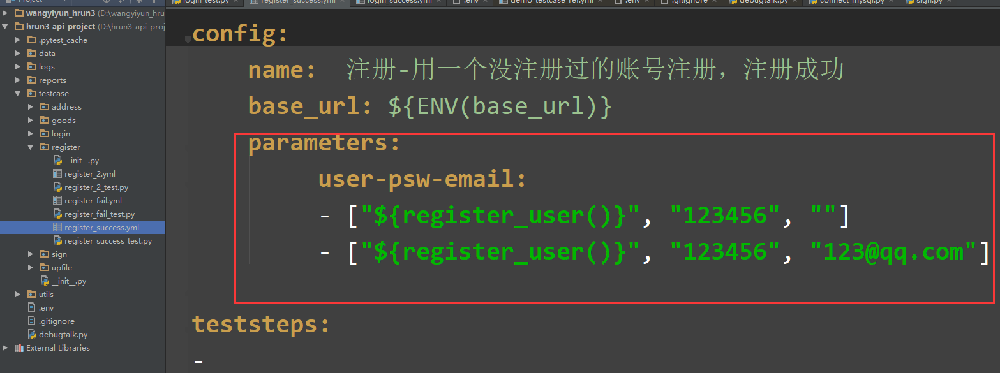 Project
login_test.py
register_success.yml
login_success.yml
.env
demo_testcase_ref.yml
.env
.gitignore
debugtalk.py
connect_mysql.py
sign.py
wangyiyun_hrun3 (D:\wangyiyun_hru
hrun3_api_project (D:\hrun3_api_proj
.pytest_cache
data
logs
reports
testcase
address
goods
login
register
__init__.py
register_2.yml
register_2_test.py
register_fail.yml
register_fail_test.py
register_success.yml
register_success_test.py
sign
upfile
__init__.py
utils
.env
.gitignore
debugtalk.py
External Libraries
config:
name: 注册-用一个没注册过的账号注册，注册成功
base_url: ${ENV(base_url)}
parameters:
user-psw-email:
- ["${register_user()}", "123456", ""]
- ["${register_user()}", "123456", "123@qq.com"]
teststeps:
-